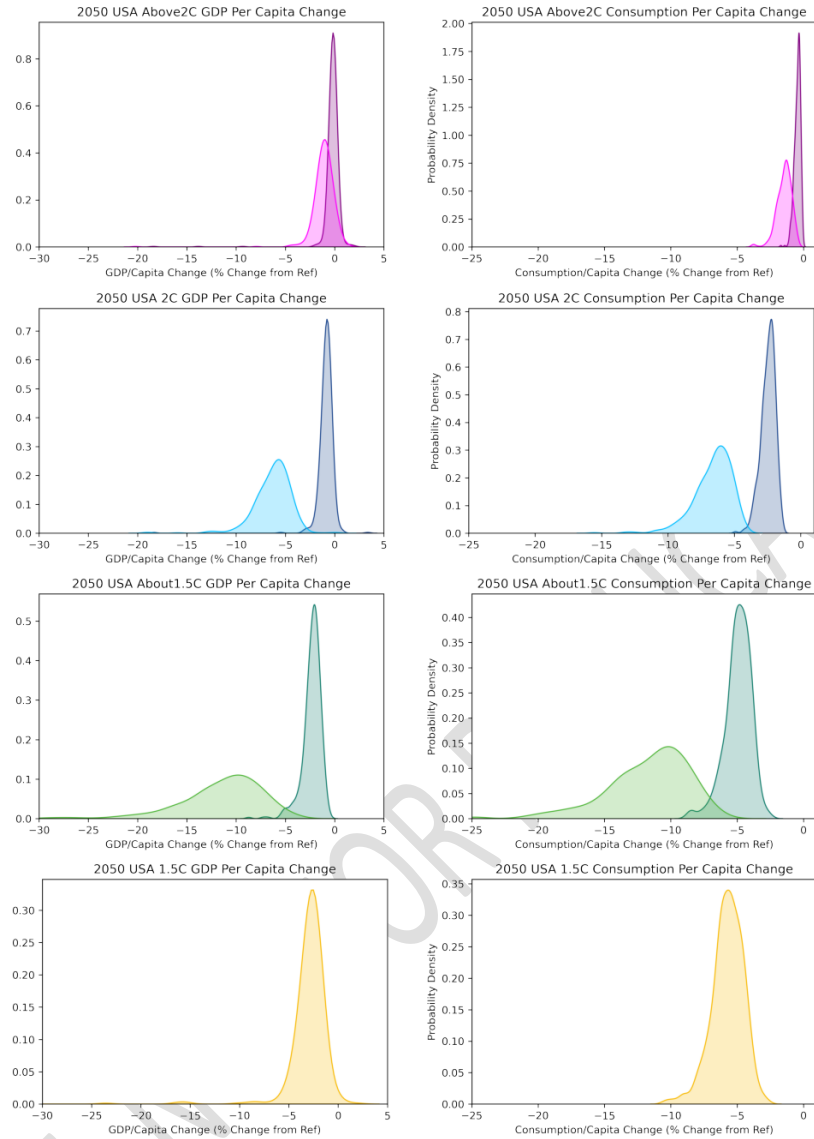 2050 USA Above2C GDP Per Capita Change
0.8
0.6
0.4
0.2
0.0
−30 −25 −20 −15 −10 −5 0 5
GDP/Capita Change (% Change from Ref)
2050 USA Above2C Consumption Per Capita Change
Probability Density
2.00
1.75
1.50
1.25
1.00
0.75
0.50
0.25
0.00
−25 −20 −15 −10 −5 0
Consumption/Capita Change (% Change from Ref)
2050 USA 2C GDP Per Capita Change
0.7
0.6
0.5
0.4
0.3
0.2
0.1
0.0
−30 −25 −20 −15 −10 −5 0 5
GDP/Capita Change (% Change from Ref)
2050 USA 2C Consumption Per Capita Change
Probability Density
0.8
0.7
0.6
0.5
0.4
0.3
0.2
0.1
0.0
−25 −20 −15 −10 −5 0
Consumption/Capita Change (% Change from Ref)
2050 USA About1.5C GDP Per Capita Change
0.5
0.4
0.3
0.2
0.1
0.0
−30 −25 −20 −15 −10 −5 0 5
GDP/Capita Change (% Change from Ref)
2050 USA About1.5C Consumption Per Capita Change
Probability Density
0.40
0.35
0.30
0.25
0.20
0.15
0.10
0.05
0.00
−25 −20 −15 −10 −5 0
Consumption/Capita Change (% Change from Ref)
2050 USA 1.5C GDP Per Capita Change
0.30
0.25
0.20
0.15
0.10
0.05
0.00
−30 −25 −20 −15 −10 −5 0 5
GDP/Capita Change (% Change from Ref)
2050 USA 1.5C Consumption Per Capita Change
Probability Density
0.35
0.30
0.25
0.20
0.15
0.10
0.05
0.00
−25 −20 −15 −10 −5 0
Consumption/Capita Change (% Change from Ref)
OR